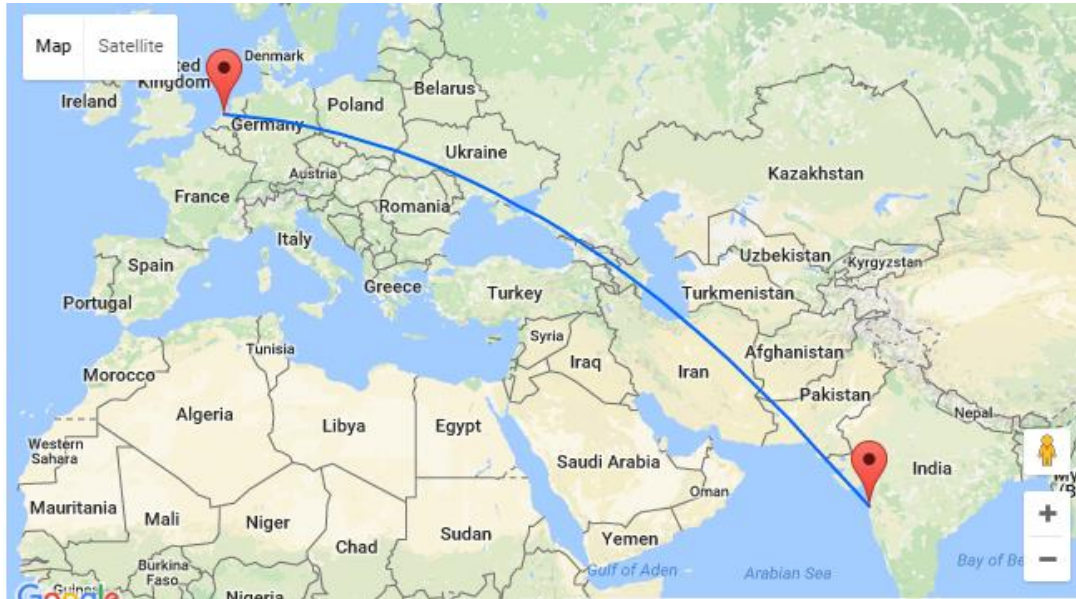 Map Satellite
Denmark
ted
Kingdom
Ireland
Belarus
Poland
Germany
Ukraine
Kazakhstan
Austria
France
Romania
Italy
Uzbekistan
Kyrgyzstan
Spain
Greece
Turkey
Turkmenistan
Portugal
Syria
Tunisia
Afghanistan
Iraq
Iran
Morocco
Pakistan
Nepal
Algeria
Libya
Egypt
Western
Sahara
Saudi Arabia
India
Oman
Mauritania
Mali
Niger
Sudan
Chad
Yemen
Burkina
Faso
Gulf of Aden
Arabian Sea
Bay of Be
Nigeria
Google
+
−